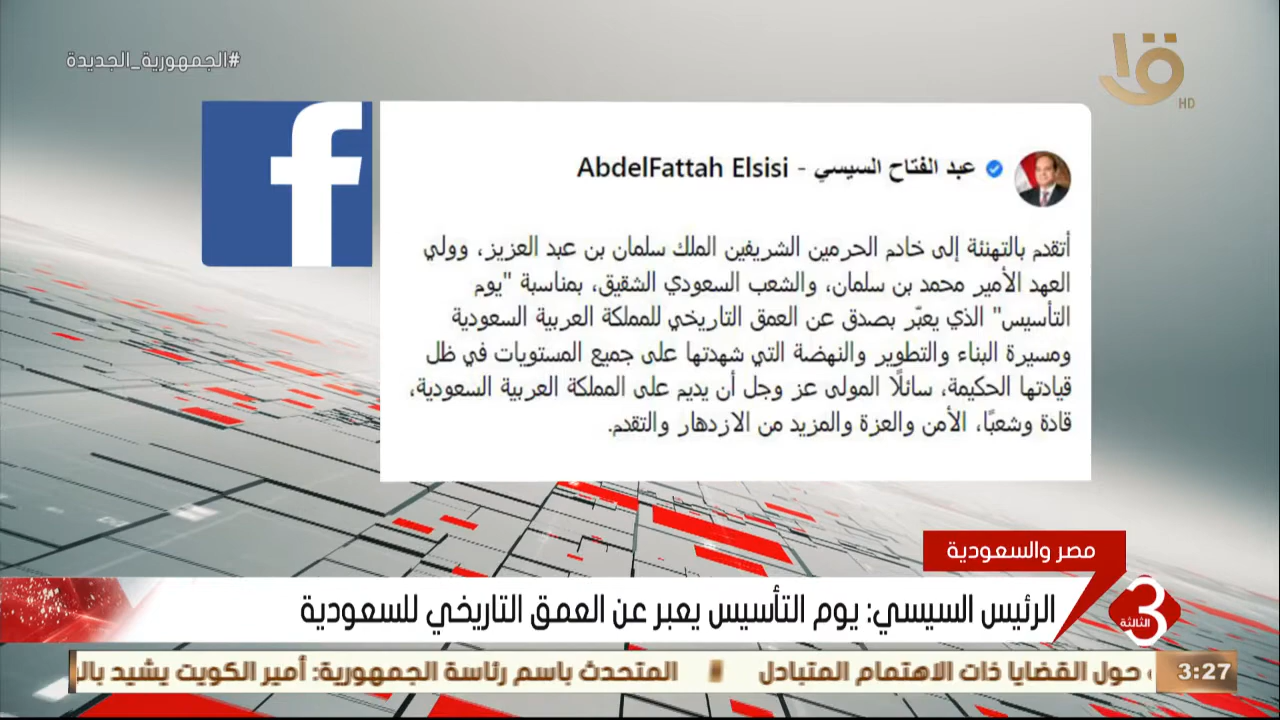 #الجمهورية_الجديدة
HD
عبد الفتاح السيسي - AbdelFattah Elsisi
أتقدم بالتهنئة إلى خادم الحرمين الشريفين الملك سلمان بن عبد العزيز، وولي
العهد الأمير محمد بن سلمان، والشعب السعودي الشقيق، بمناسبة "يوم
التأسيس" الذي يعبّر بصدق عن العمق التاريخي للمملكة العربية السعودية
ومسيرة البناء والتطوير والنهضة التي شهدتها على جميع المستويات في ظل
قيادتها الحكيمة، سائلًا المولى عز وجل أن يديم على المملكة العربية السعودية،
قادة وشعبًا، الأمن والعزة والمزيد من الازدهار والتقدم.
مصر والسعودية
الرئيس السيسي: يوم التأسيس يعبر عن العمق التاريخي للسعودية
3
الثالثة
حول القضايا ذات الاهتمام المتبادل المتحدث باسم رئاسة الجمهورية: أمير الكويت يشيد
3:27